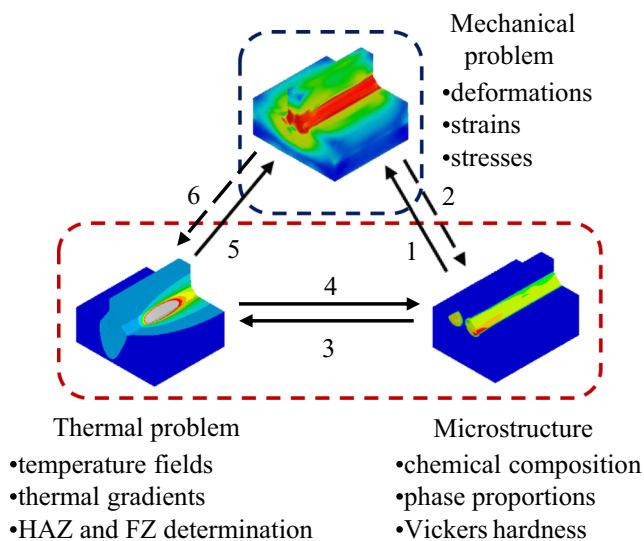 Mechanical
problem
•deformations
•strains
•stresses
6
2
5
1
4
3
Thermal problem
•temperature fields
•thermal gradients
•HAZ and FZ determination
Microstructure
•chemical composition
•phase proportions
•Vickers hardness